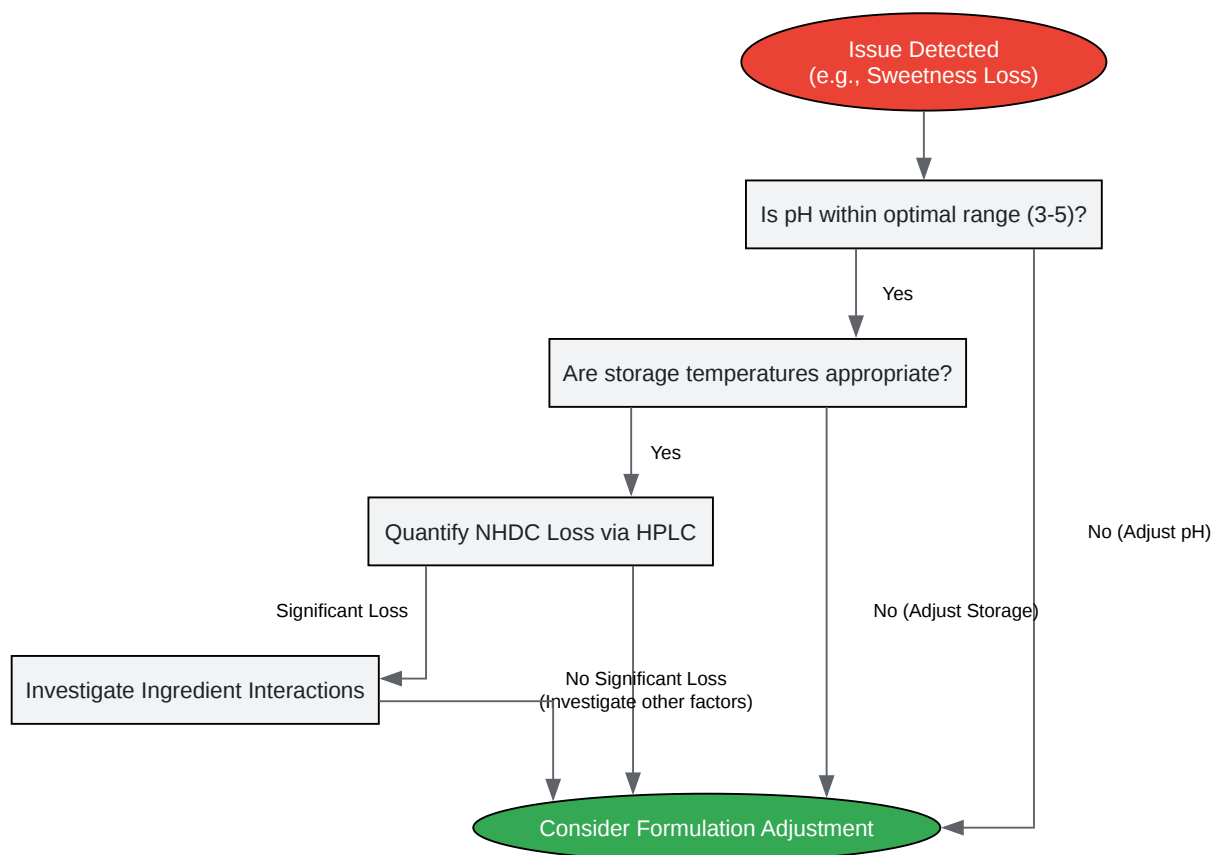 Issue Detected
(e.g., Sweetness Loss)
Is pH within optimal range (3-5)?
Yes
Are storage temperatures appropriate?
Yes
Quantify NHDC Loss via HPLC
No (Adjust pH)
Significant Loss
No (Adjust Storage)
Investigate Ingredient Interactions
No Significant Loss
(Investigate other factors)
Consider Formulation Adjustment